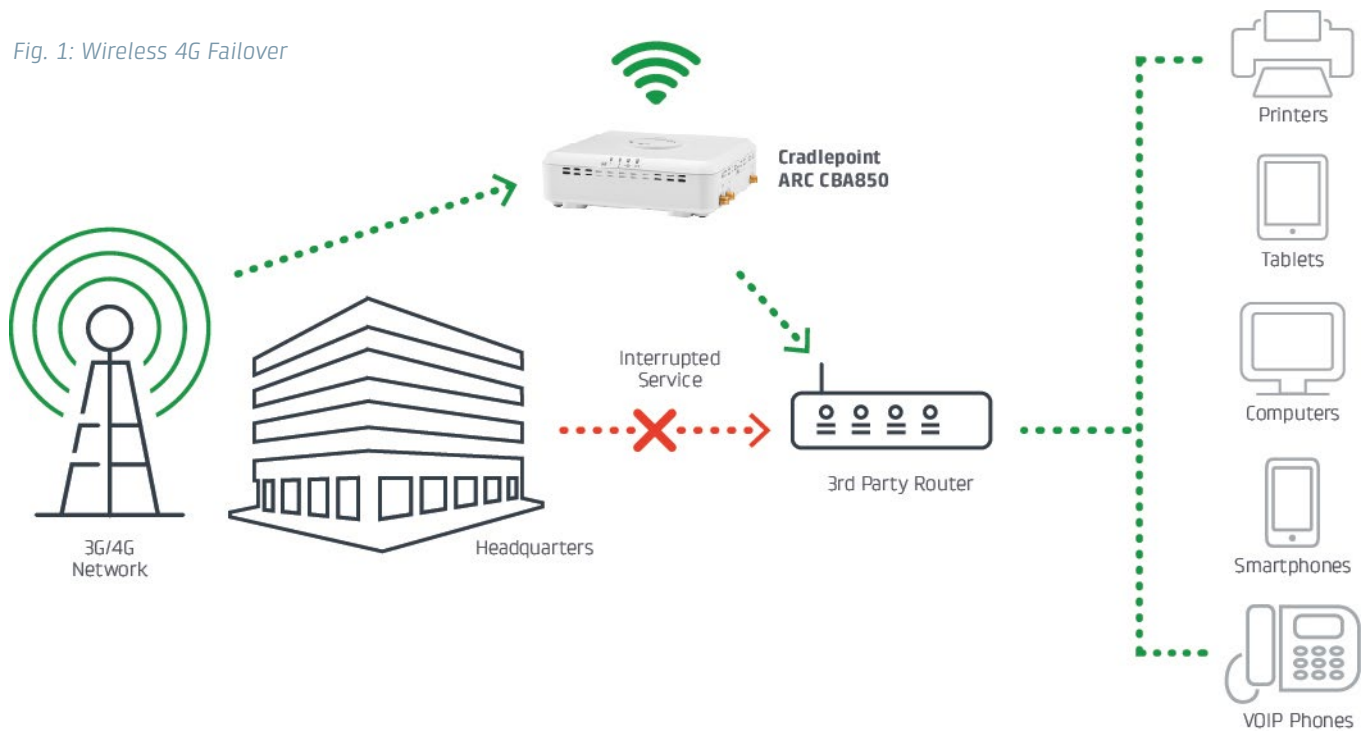 Fig. 1: Wireless 4G Failover
Cradlepoint
ARC CBA850
Interrupted
Service
3G/4G
Network
Headquarters
3rd Party Router
Printers
Tablets
Computers
Smartphones
VOIP Phones